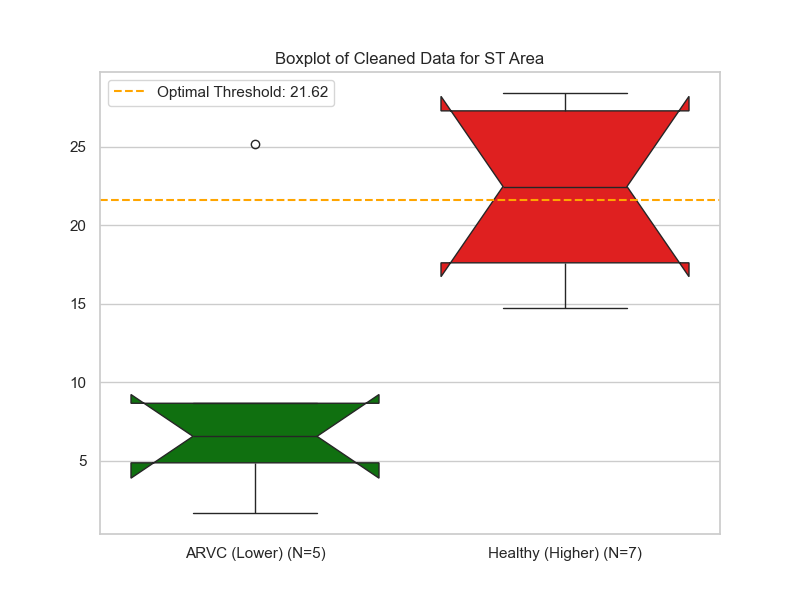 Boxplot of Cleaned Data for ST Area
Optimal Threshold: 21.62
25
20
15
10
5
ARVC (Lower) (N=5)
Healthy (Higher) (N=7)